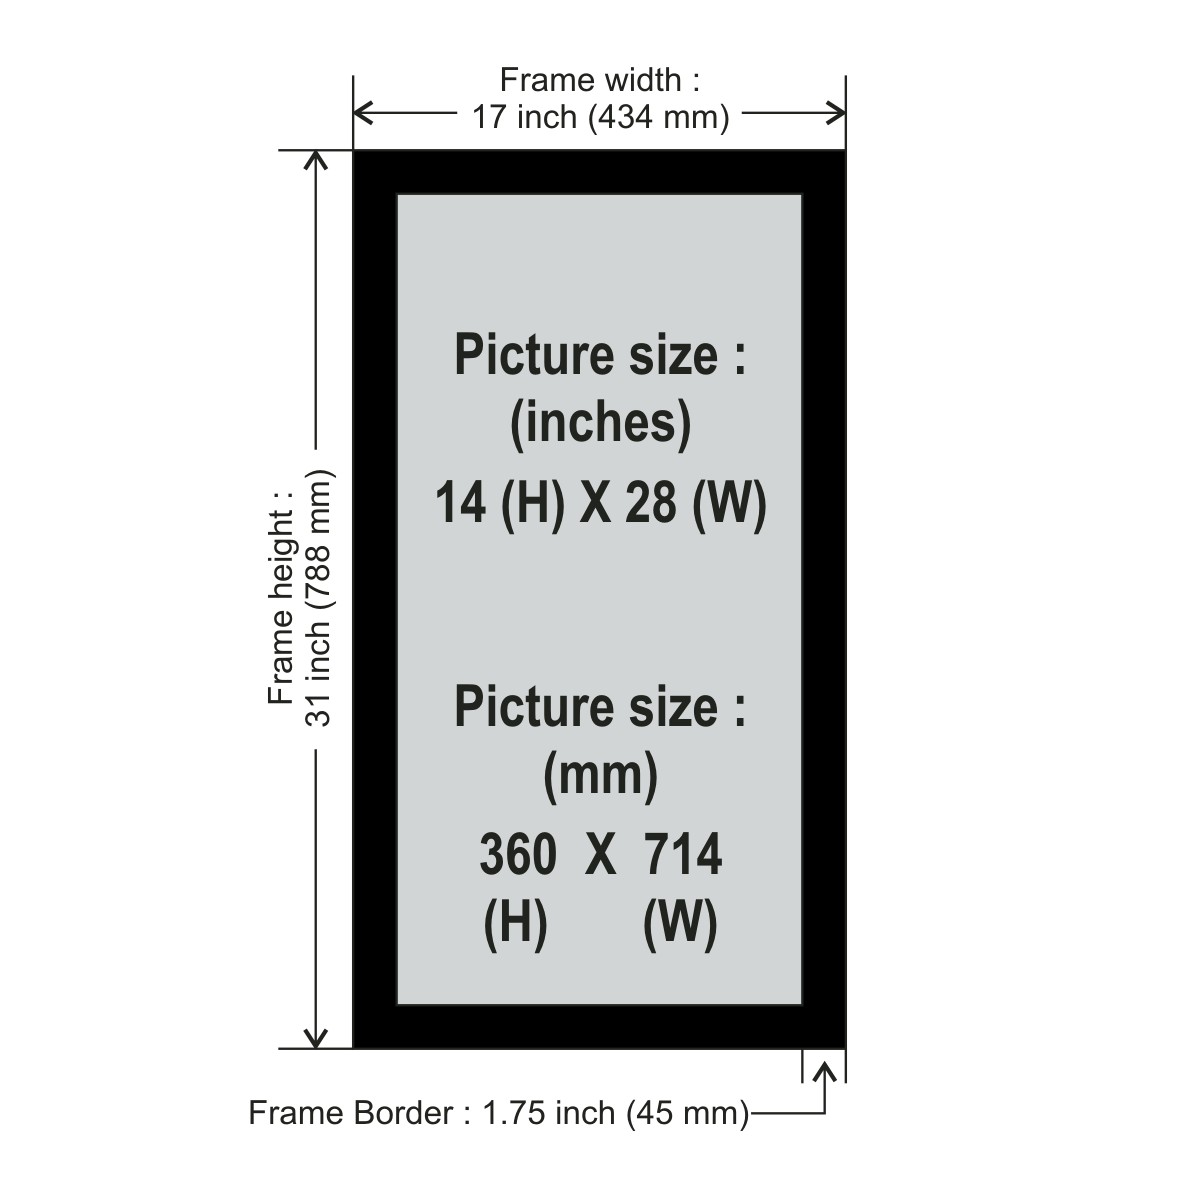 Frame width :
17 inch (434 mm)
Frame height :
31 inch (788 mm)
Picture size :
(inches)
14 (H) X 28 (W)
Picture size :
(mm)
360 X 714
(H) (W)
Frame Border : 1.75 inch (45 mm)